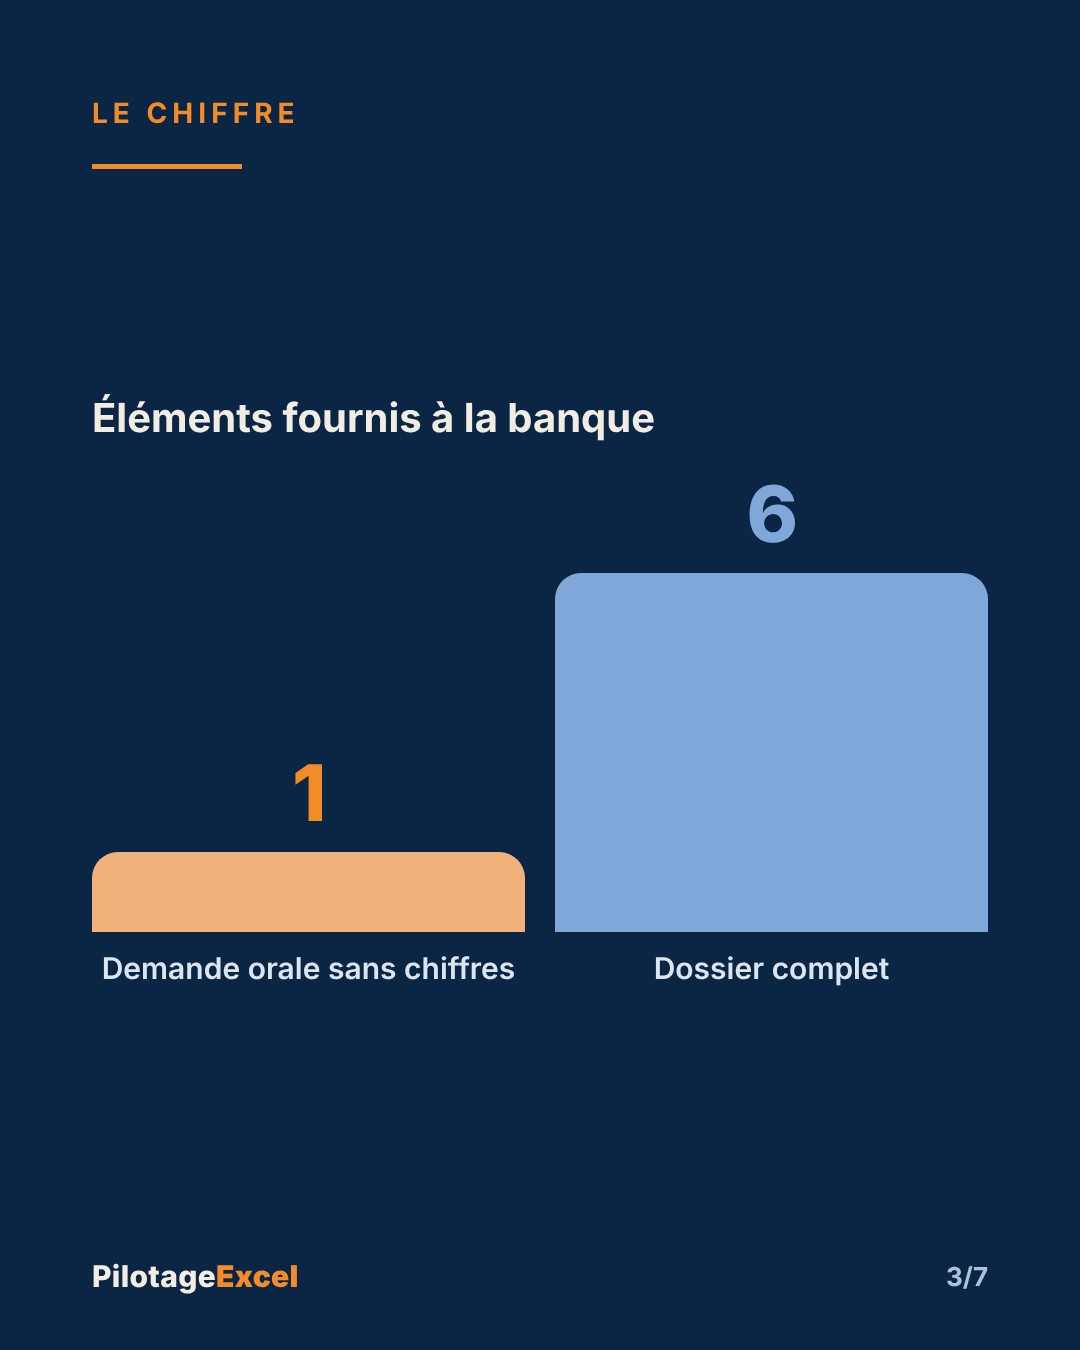 LE CHIFFRE
Éléments fournis à la banque
6
1
Demande orale sans chiffres
Dossier complet
PilotageExcel
3/7